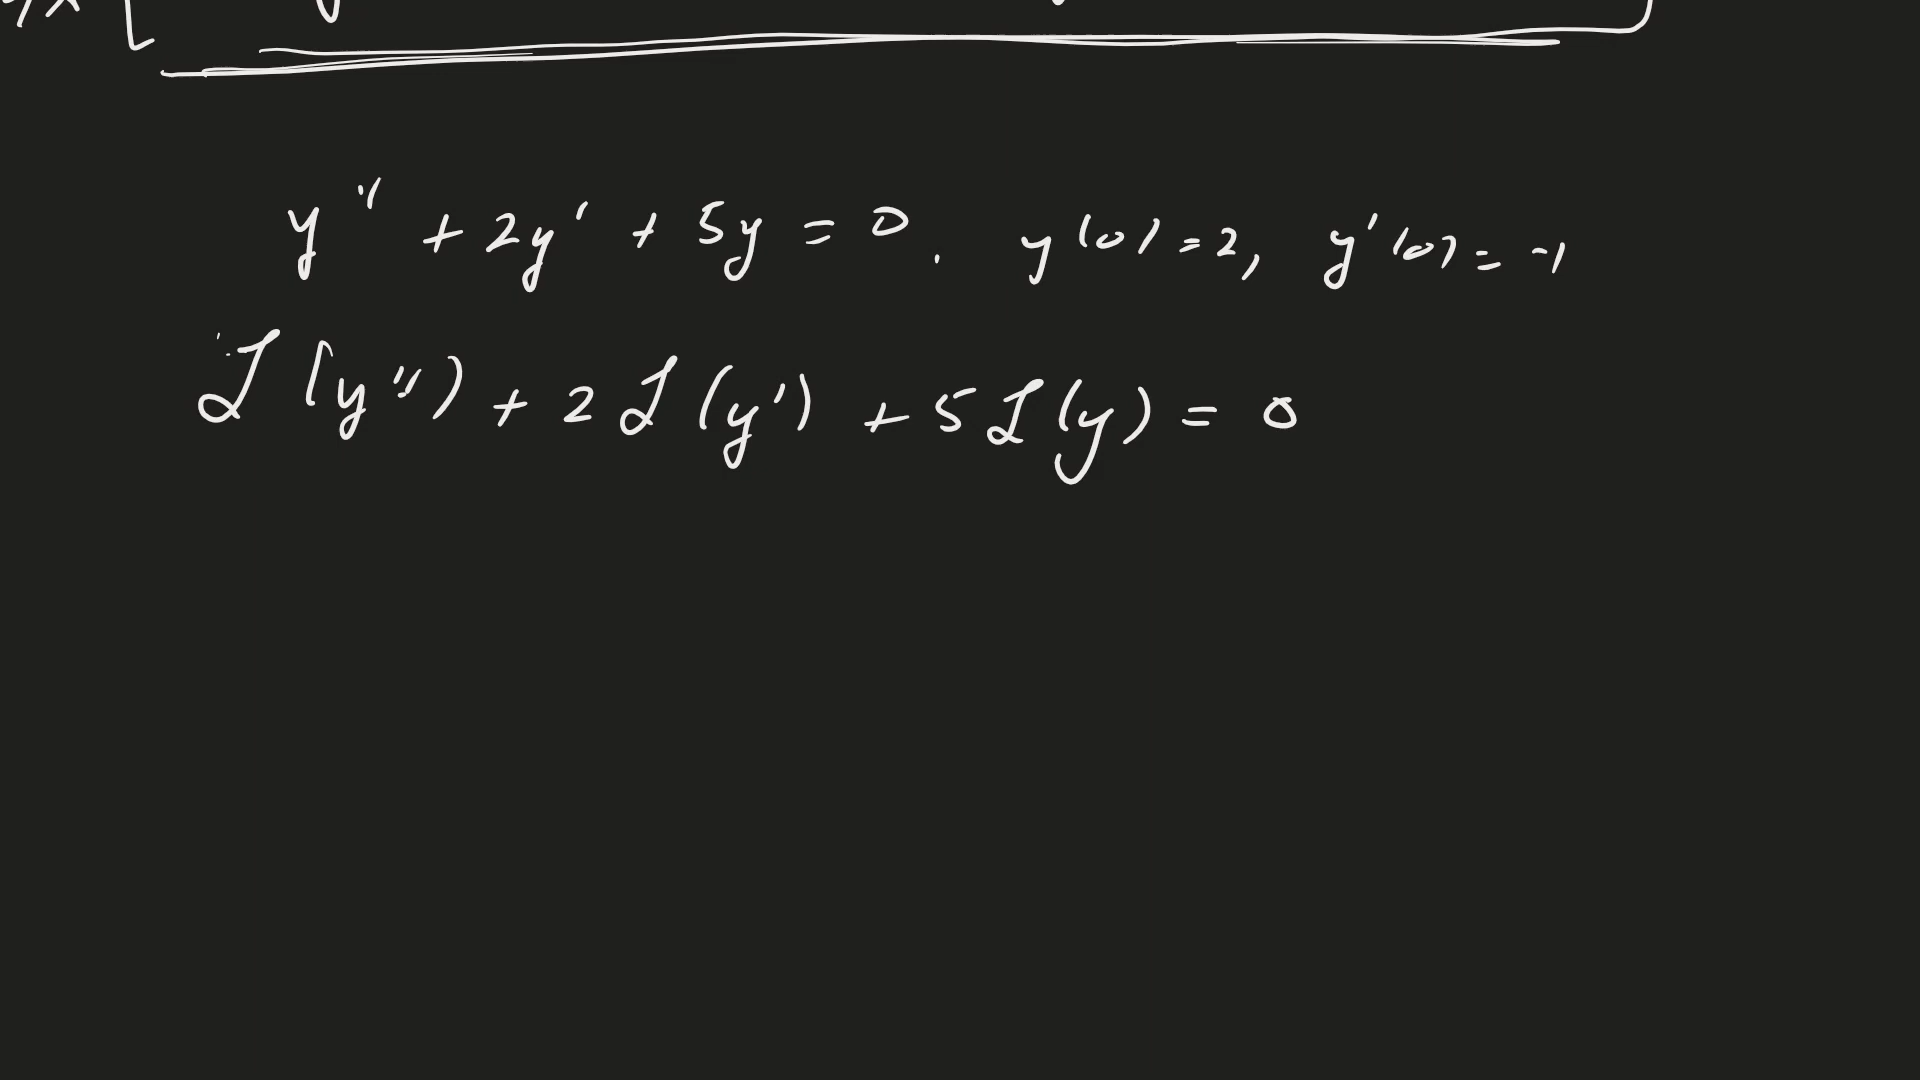 y'' + 2y' + 5y = 0. y(0) = 2, y'(0) = -1
ℒ(y'') + 2ℒ(y') + 5ℒ(y) = 0